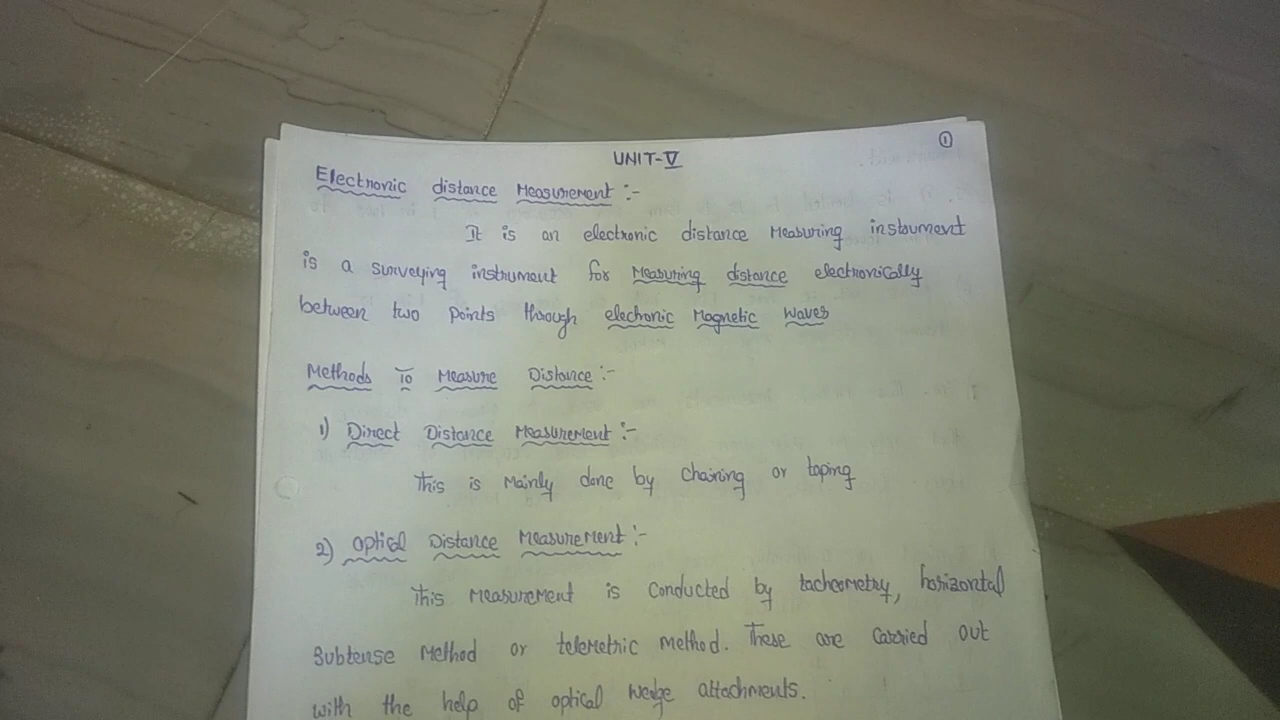 ①
UNIT-V
Electronic distance Measurement :-
It is an electronic distance Measuring instrument
is a surveying instrument for Measuring distance electronically
between two points through electronic Magnetic waves
Methods To Measure Distance :-
1) Direct Distance Measurement :-
This is Mainly done by chaining or taping
2) optical Distance Measurement :-
This Measurement is conducted by tacheometry, horizontal
Subtense Method or telemetric method. These are carried out
with the help of optical wedge attachments.